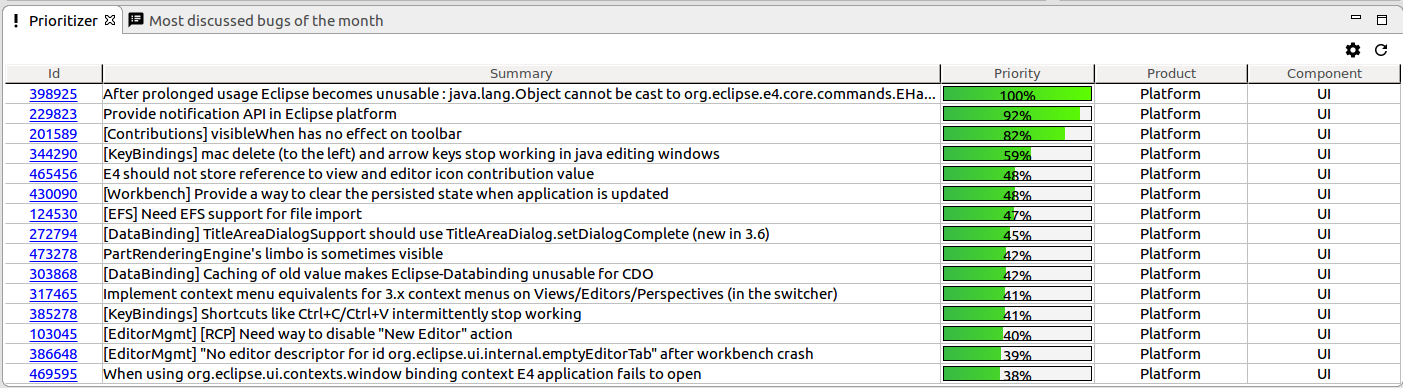 Prioritizer Most discussed bugs of the month
Id Summary Priority Product Component
398925 After prolonged usage Eclipse becomes unusable : java.lang.Object cannot be cast to org.eclipse.e4.core.commands.EHa... 100% Platform UI
229823 Provide notification API in Eclipse platform 92% Platform UI
201589 [Contributions] visibleWhen has no effect on toolbar 82% Platform UI
344290 [KeyBindings] mac delete (to the left) and arrow keys stop working in java editing windows 59% Platform UI
465456 E4 should not store reference to view and editor icon contribution value 48% Platform UI
430090 [Workbench] Provide a way to clear the persisted state when application is updated 48% Platform UI
124530 [EFS] Need EFS support for file import 47% Platform UI
272794 [DataBinding] TitleAreaDialogSupport should use TitleAreaDialog.setDialogComplete (new in 3.6) 45% Platform UI
473278 PartRenderingEngine's limbo is sometimes visible 42% Platform UI
303868 [DataBinding] Caching of old value makes Eclipse-Databinding unusable for CDO 42% Platform UI
317465 Implement context menu equivalents for 3.x context menus on Views/Editors/Perspectives (in the switcher) 41% Platform UI
385278 [KeyBindings] Shortcuts like Ctrl+C/Ctrl+V intermittently stop working 41% Platform UI
103045 [EditorMgmt] [RCP] Need way to disable "New Editor" action 40% Platform UI
386648 [EditorMgmt] "No editor descriptor for id org.eclipse.ui.internal.emptyEditorTab" after workbench crash 39% Platform UI
469595 When using org.eclipse.ui.contexts.window binding context E4 application fails to open 38% Platform UI